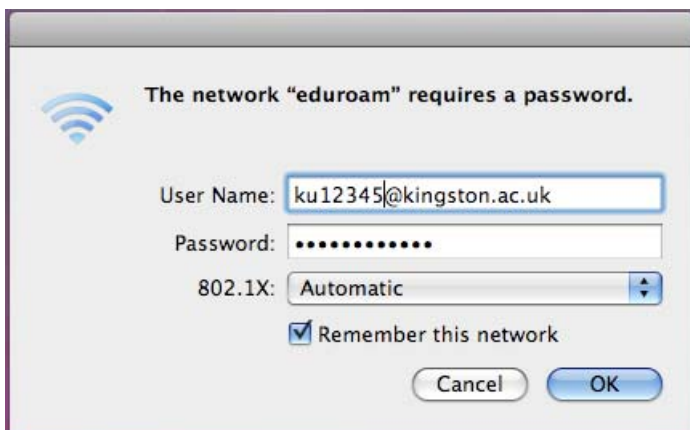 The network “eduroam” requires a password.
User Name: ku12345@kingston.ac.uk
Password: ••••••••••••
802.1X: Automatic
Remember this network
Cancel OK